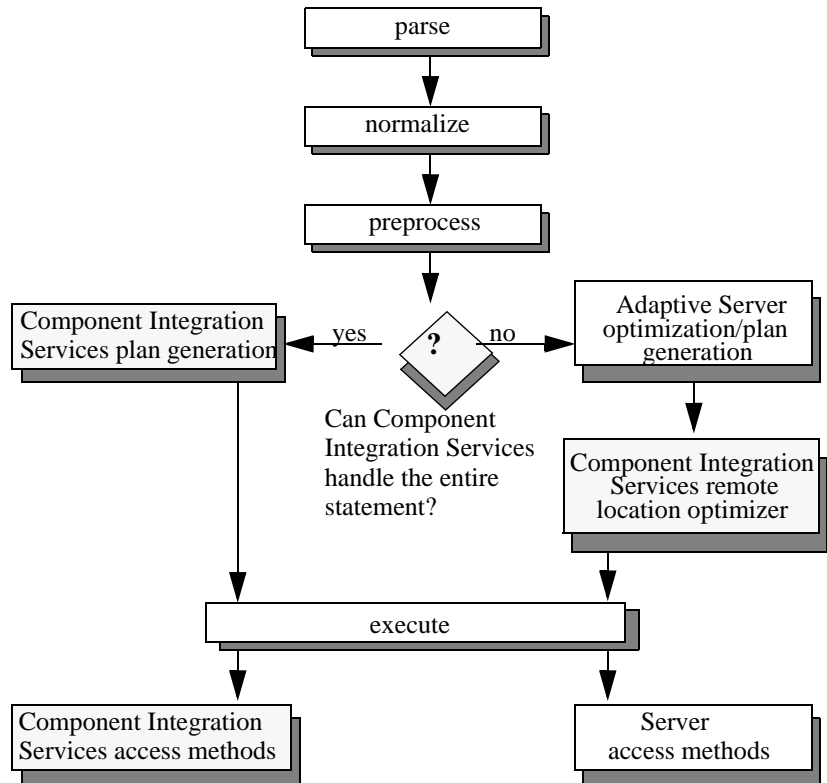 parse
normalize
preprocess
Component Integration
Services plan generation
yes
?
no
Adaptive Server
optimization/plan
generation
Can Component
Integration Services
handle the entire
statement?
Component Integration
Services remote
location optimizer
execute
Component Integration
Services access methods
Server
access methods